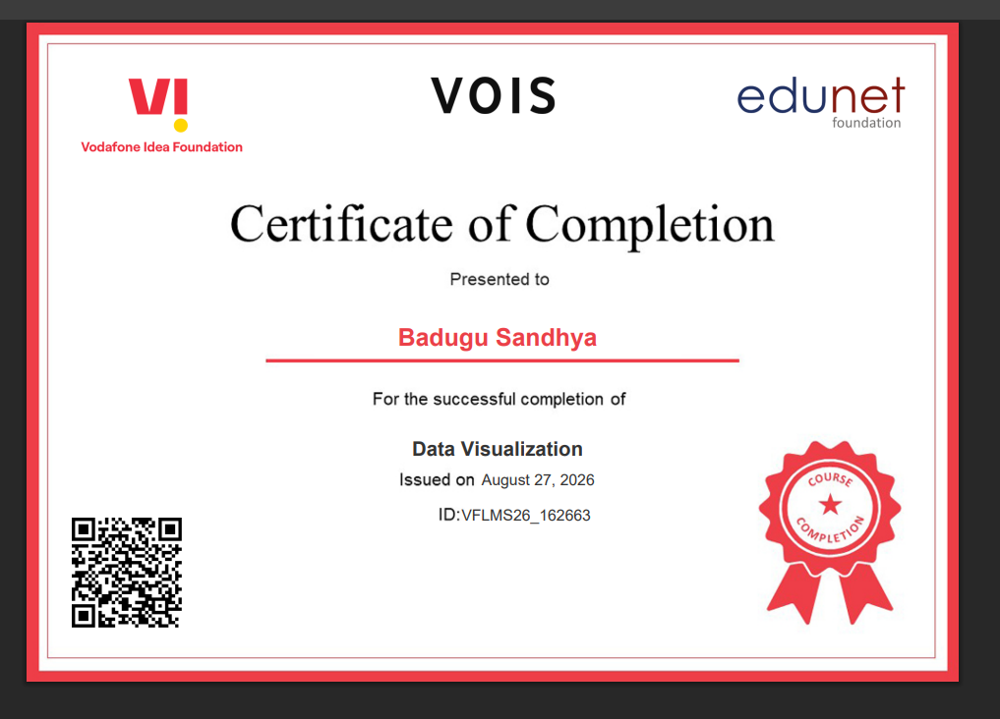 VI
Vodafone Idea Foundation
VOIS
edunet
foundation
Certificate of Completion
Presented to
Badugu Sandhya
For the successful completion of
Data Visualization
Issued on August 27, 2026
ID:VFLMS26_162663
COURSE
COMPLETION